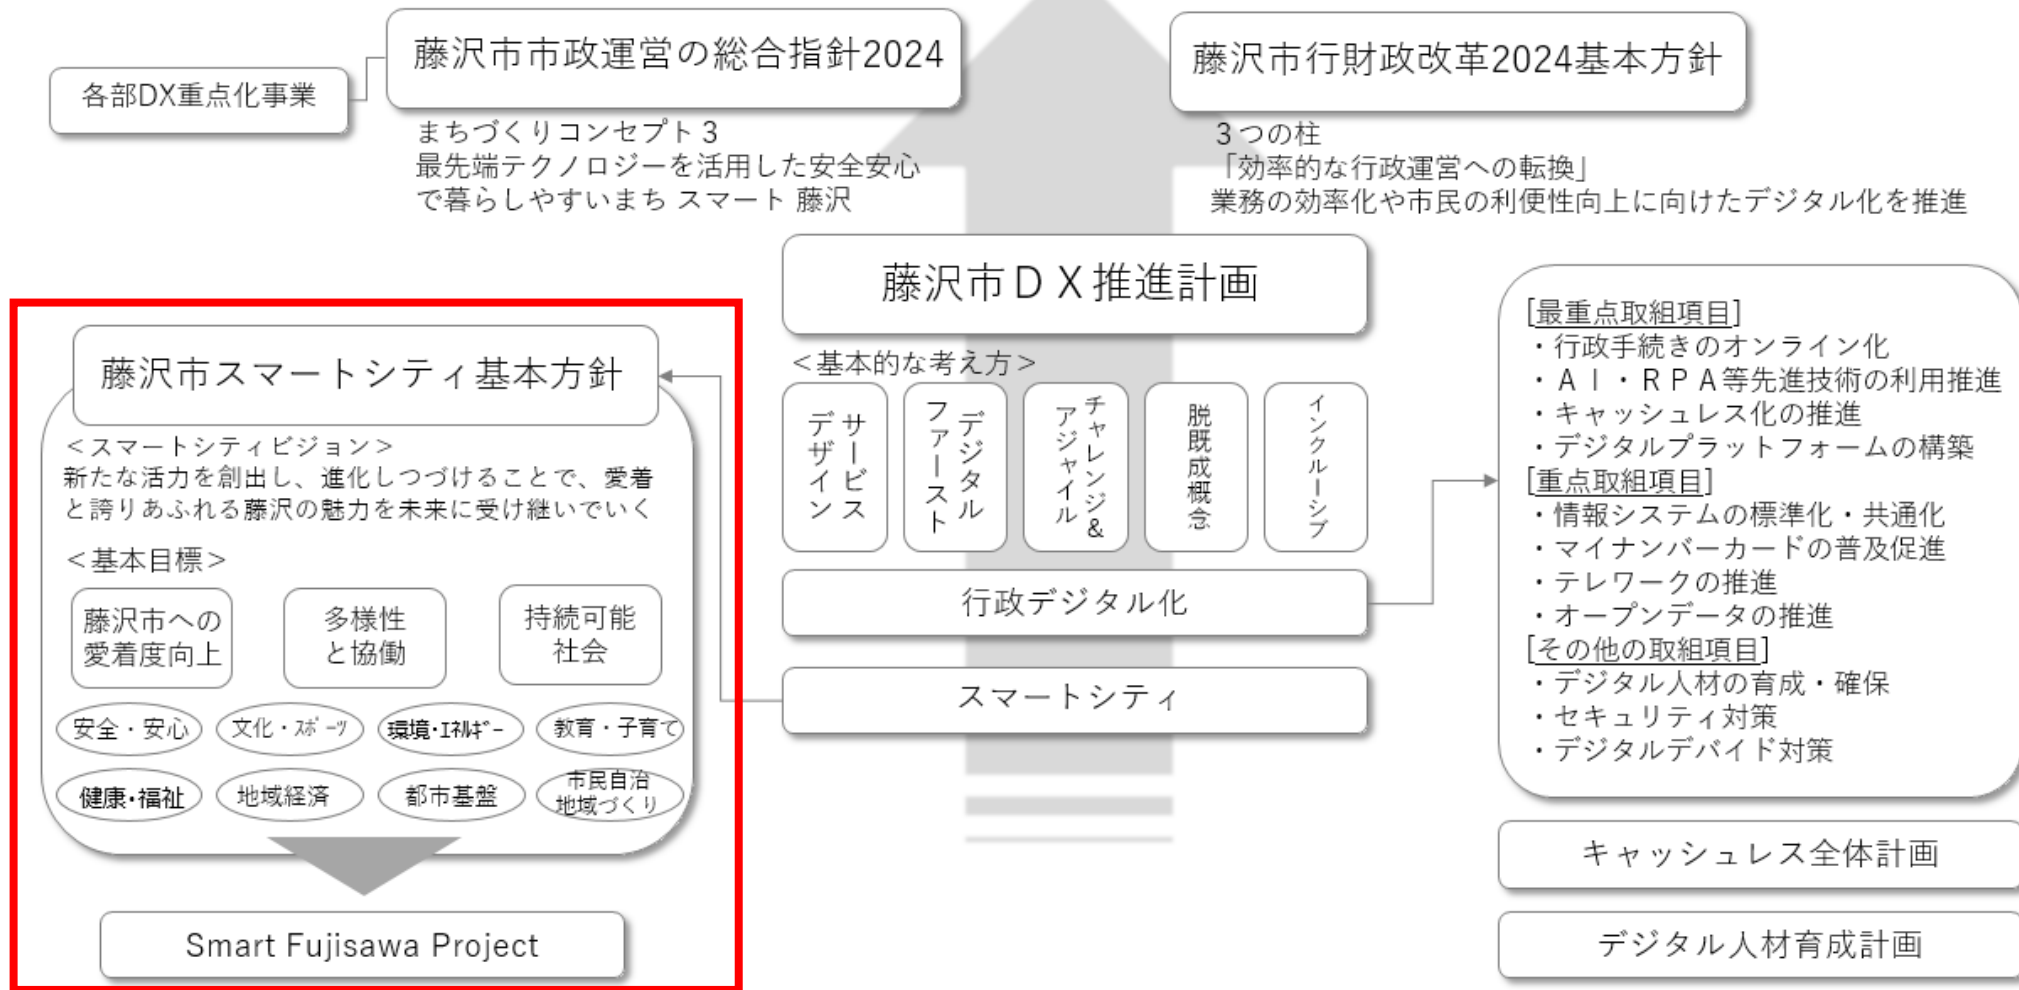 藤沢市市政運営の総合指針2024
各部DX重点化事業
まちづくりコンセプト３
最先端テクノロジーを活用した安全安心
で暮らしやすいまち スマート 藤沢
藤沢市行財政改革2024基本方針
３つの柱
「効率的な行政運営への転換」
業務の効率化や市民の利便性向上に向けたデジタル化を推進
藤沢市ＤＸ推進計画
＜基本的な考え方＞
サービス
デザイン
デジタル
ファースト
チャレンジ&
アジャイル
脱既成概念
インクルーシブ
行政デジタル化
スマートシティ
藤沢市スマートシティ基本方針
＜スマートシティビジョン＞
新たな活力を創出し、進化しつづけることで、愛着
と誇りあふれる藤沢の魅力を未来に受け継いでいく
＜基本目標＞
藤沢市への
愛着度向上
多様性
と協働
持続可能
社会
安全・安心
文化・ｽﾎﾟｰﾂ
環境・ｴﾈﾙｷﾞｰ
教育・子育て
健康・福祉
地域経済
都市基盤
市民自治
地域づくり
Smart Fujisawa Project
[最重点取組項目]
・行政手続きのオンライン化
・ＡＩ・ＲＰＡ等先進技術の利用推進
・キャッシュレス化の推進
・デジタルプラットフォームの構築
[重点取組項目]
・情報システムの標準化・共通化
・マイナンバーカードの普及促進
・テレワークの推進
・オープンデータの推進
[その他の取組項目]
・デジタル人材の育成・確保
・セキュリティ対策
・デジタルデバイド対策
キャッシュレス全体計画
デジタル人材育成計画